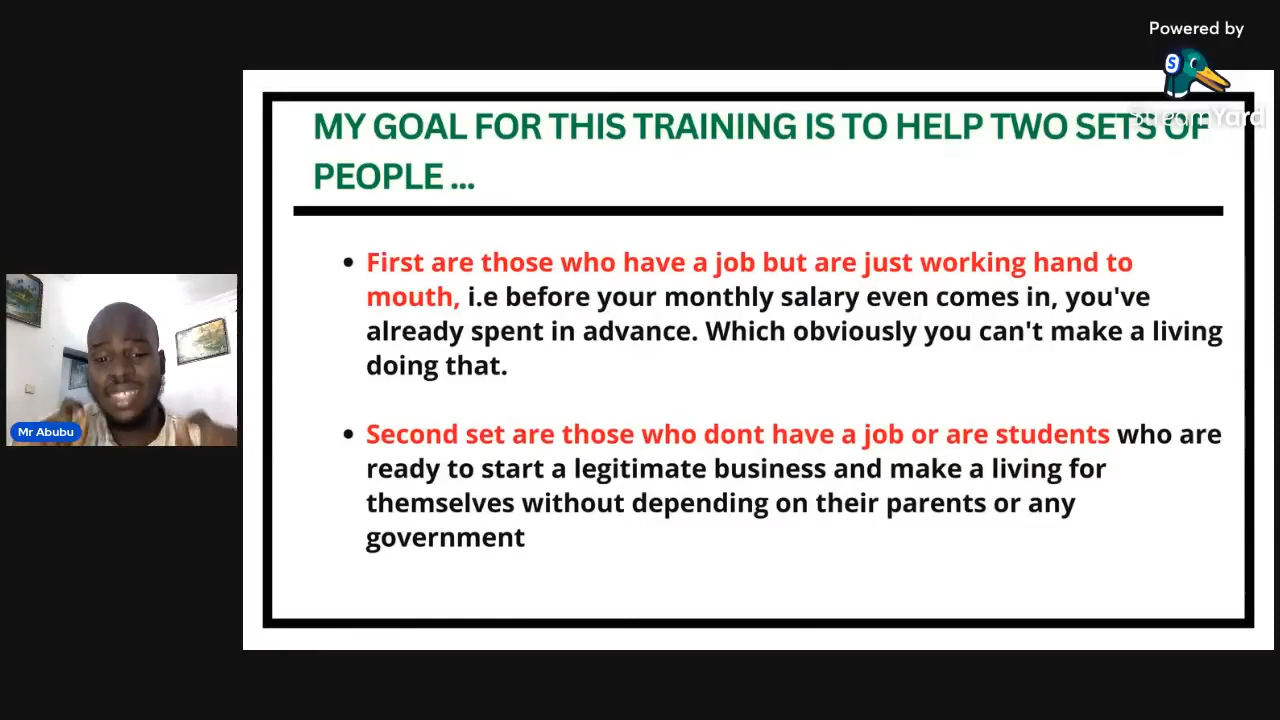 Powered by
S
StreamYard
MY GOAL FOR THIS TRAINING IS TO HELP TWO SETS OF
PEOPLE ...
• First are those who have a job but are just working hand to
mouth, i.e before your monthly salary even comes in, you've
already spent in advance. Which obviously you can't make a living
doing that.
• Second set are those who dont have a job or are students who are
ready to start a legitimate business and make a living for
themselves without depending on their parents or any
government
Mr Abubu